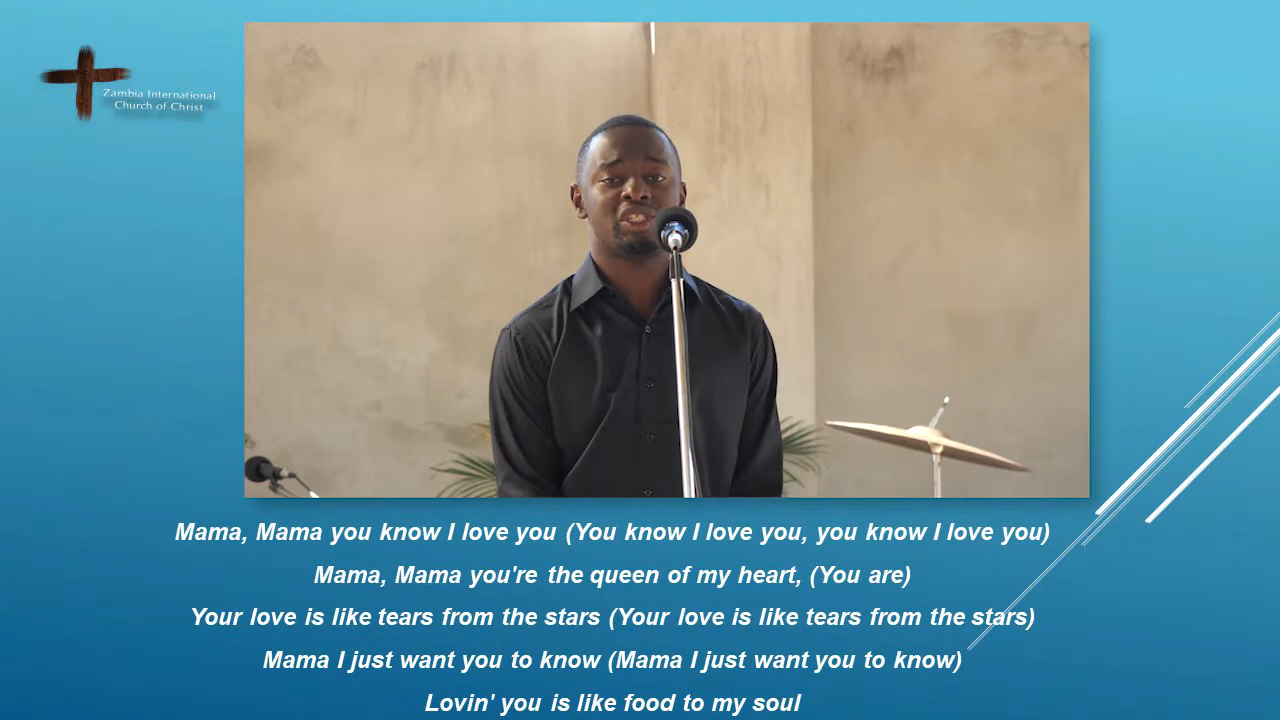 Zambia International
Church of Christ
Mama, Mama you know I love you (You know I love you, you know I love you)
Mama, Mama you're the queen of my heart, (You are)
Your love is like tears from the stars (Your love is like tears from the stars)
Mama I just want you to know (Mama I just want you to know)
Lovin' you is like food to my soul